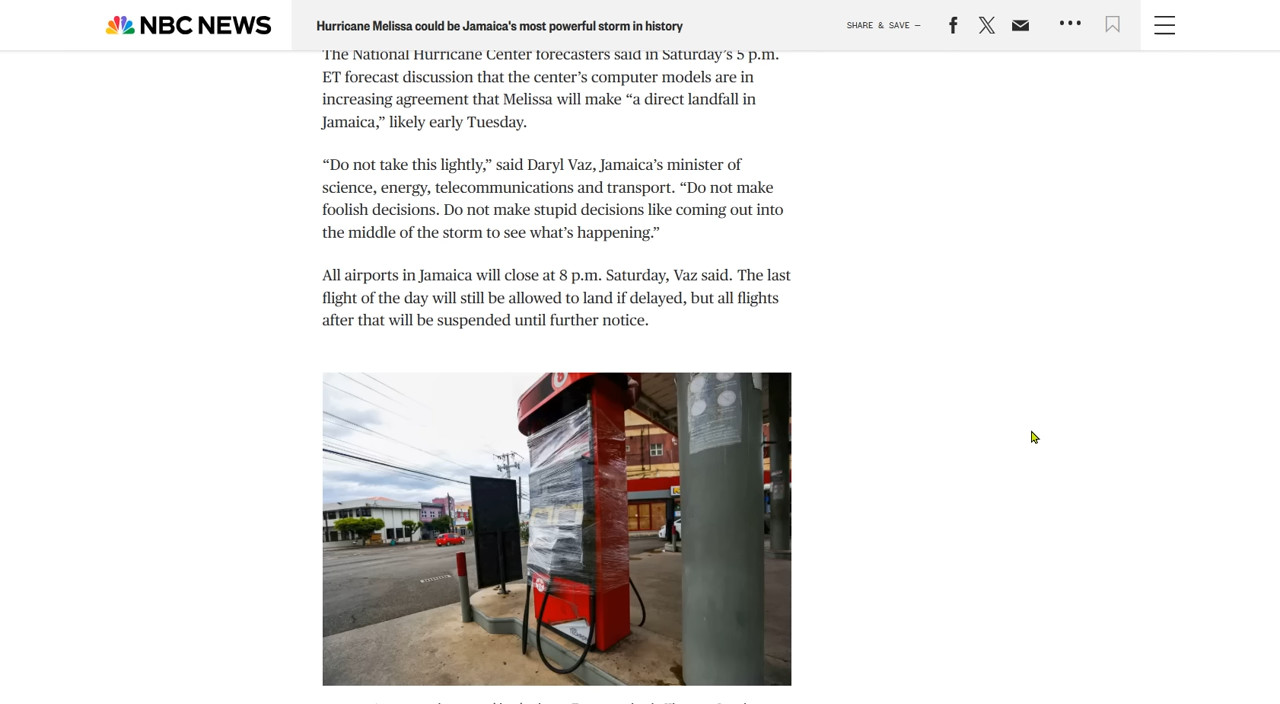 NBC NEWS
Hurricane Melissa could be Jamaica's most powerful storm in history
SHARE & SAVE —
The National Hurricane Center forecasters said in Saturday’s 5 p.m.
ET forecast discussion that the center’s computer models are in
increasing agreement that Melissa will make “a direct landfall in
Jamaica,” likely early Tuesday.
“Do not take this lightly,” said Daryl Vaz, Jamaica’s minister of
science, energy, telecommunications and transport. “Do not make
foolish decisions. Do not make stupid decisions like coming out into
the middle of the storm to see what’s happening.”
All airports in Jamaica will close at 8 p.m. Saturday, Vaz said. The last
flight of the day will still be allowed to land if delayed, but all flights
after that will be suspended until further notice.